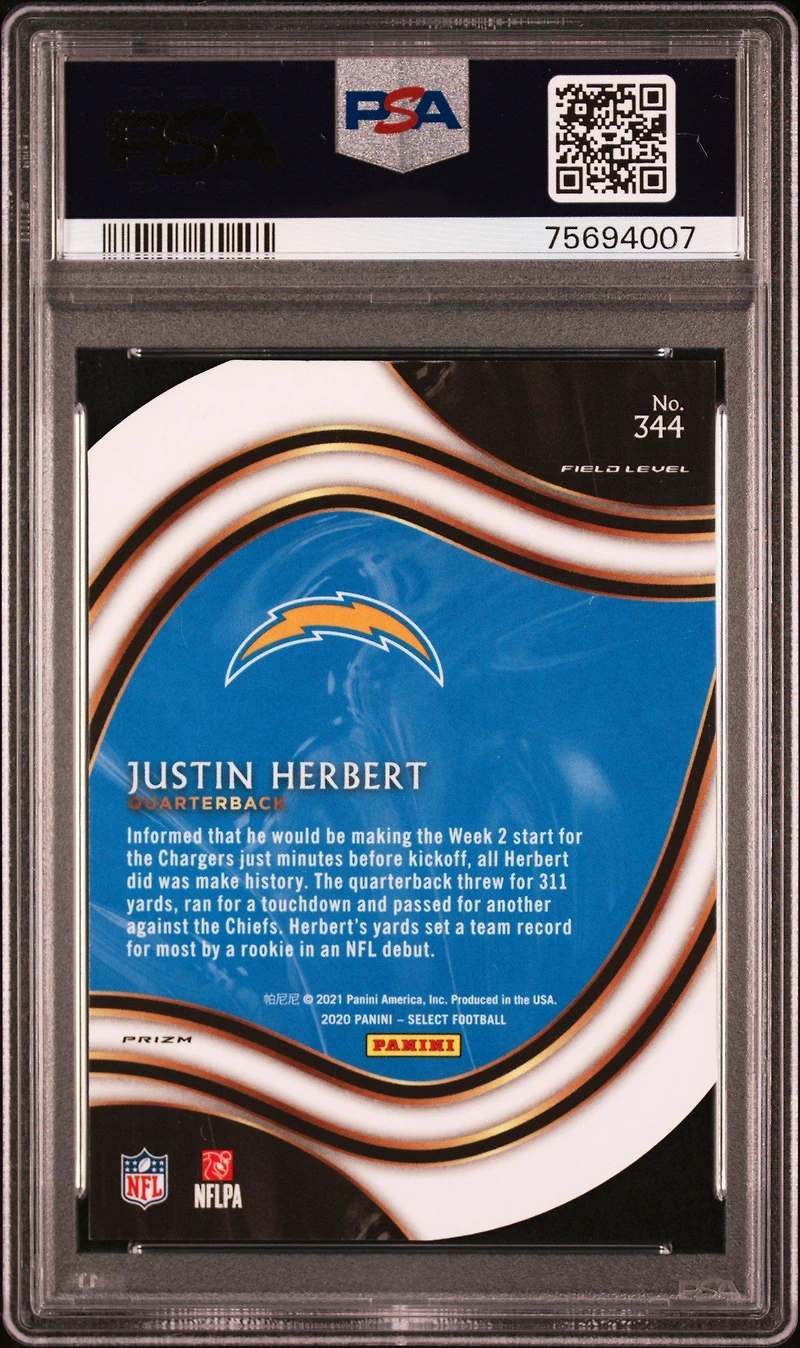 PSA
PSA
75694007
No.
344
FIELD LEVEL
JUSTIN HERBERT
QUARTERBACK
Informed that he would be making the Week 2 start for
the Chargers just minutes before kickoff, all Herbert
did was make history. The quarterback threw for 311
yards, ran for a touchdown and passed for another
against the Chiefs. Herbert's yards set a team record
for most by a rookie in an NFL debut.
帕尼尼 © 2021 Panini America, Inc. Produced in the USA.
2020 PANINI – SELECT FOOTBALL
PANINI
PRIZM
NFL
NFLPA
PSA